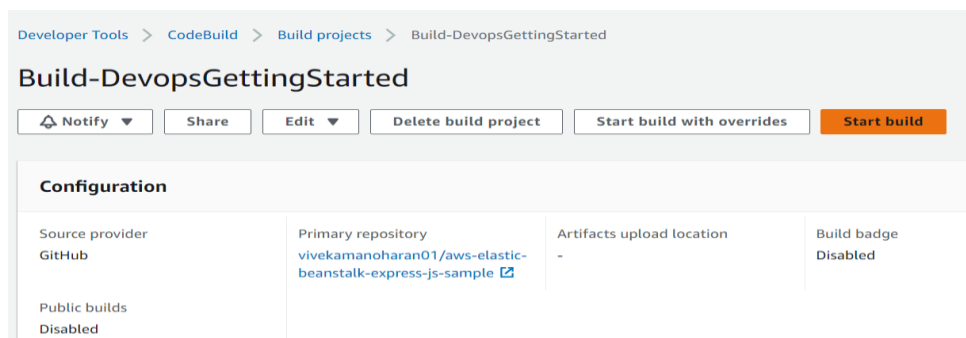 Developer Tools > CodeBuild > Build projects > Build-DevopsGettingStarted
Build-DevopsGettingStarted
Notify ▼ Share Edit ▼ Delete build project Start build with overrides Start build
Configuration
Source provider
GitHub
Primary repository
vivekamanoharan01/aws-elastic-
beanstalk-express-js-sample
Artifacts upload location
-
Build badge
Disabled
Public builds
Disabled